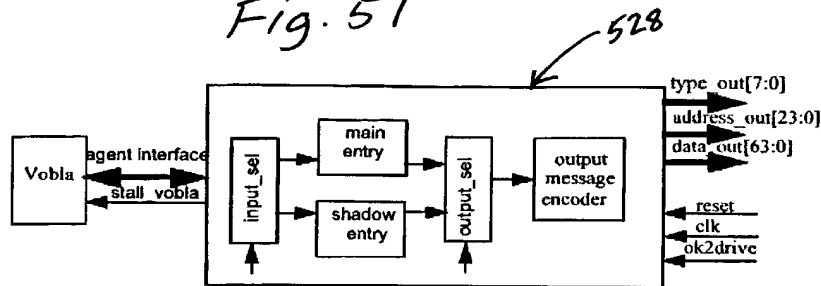 Fig. 51
528
type_out[7:0]
address_out[23:0]
data_out[63:0]
Vobla
agent interface
stall_vobla
input_sel
main
entry
shadow
entry
output_sel
output
message
encoder
reset
clk
ok2drive